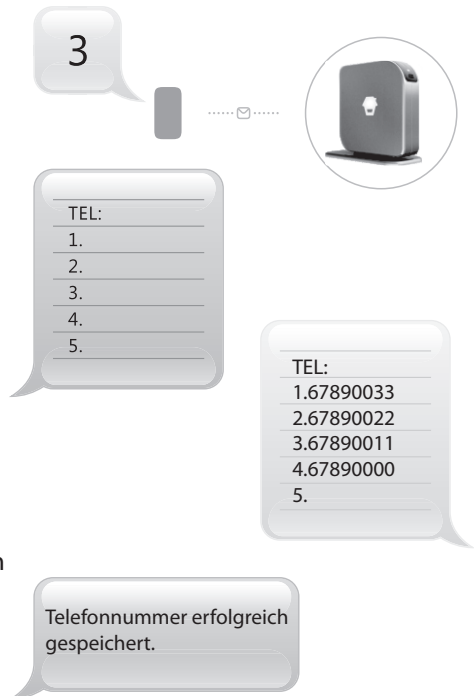 3
TEL:
1.
2.
3.
4.
5.
TEL:
1.67890033
2.67890022
3.67890011
4.67890000
5.
Telefonnummer erfolgreich
gespeichert.